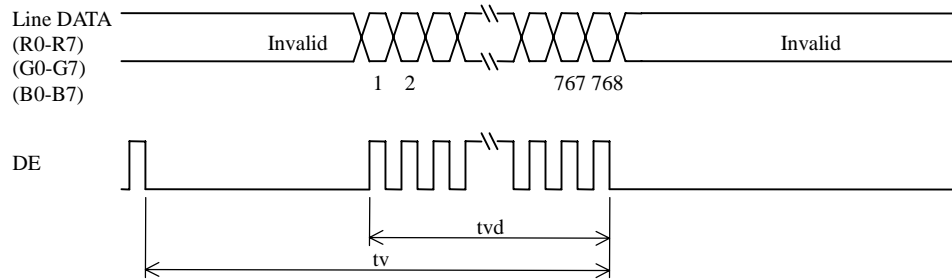 Line DATA
(R0-R7)
(G0-G7)
(B0-B7)
Invalid
Invalid
1 2 767 768
DE
tvd
tv